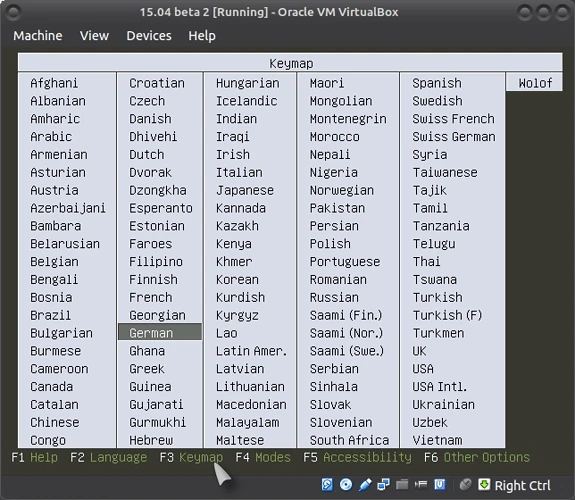 15.04 beta 2 [Running] - Oracle VM VirtualBox
Machine View Devices Help
Keymap
Afghani
Albanian
Amharic
Arabic
Armenian
Asturian
Austria
Azerbaijani
Bambara
Belarusian
Belgian
Bengali
Bosnia
Brazil
Bulgarian
Burmese
Cameroon
Canada
Catalan
Chinese
Congo
Croatian
Czech
Danish
Dhivehi
Dutch
Dvorak
Dzongkha
Esperanto
Estonian
Faroes
Filipino
Finnish
French
Georgian
German
Ghana
Greek
Guinea
Gujarati
Gurmukhi
Hebrew
Hungarian
Icelandic
Indian
Iraqi
Irish
Italian
Japanese
Kannada
Kazakh
Kenya
Khmer
Korean
Kurdish
Kyrgyz
Lao
Latin Amer.
Latvian
Lithuanian
Macedonian
Malayalam
Maltese
Maori
Mongolian
Montenegrin
Morocco
Nepali
Nigeria
Norwegian
Pakistan
Persian
Polish
Portuguese
Romanian
Russian
Saami (Fin.)
Saami (Nor.)
Saami (Swe.)
Serbian
Sinhala
Slovak
Slovenian
South Africa
Spanish
Swedish
Swiss French
Swiss German
Syria
Taiwanese
Tajik
Tamil
Tanzania
Telugu
Thai
Tswana
Turkish
Turkish (F)
Turkmen
UK
USA
USA Intl.
Ukrainian
Uzbek
Vietnam
Wolof
F1 Help F2 Language F3 Keymap F4 Modes F5 Accessibility F6 Other Options
Right Ctrl